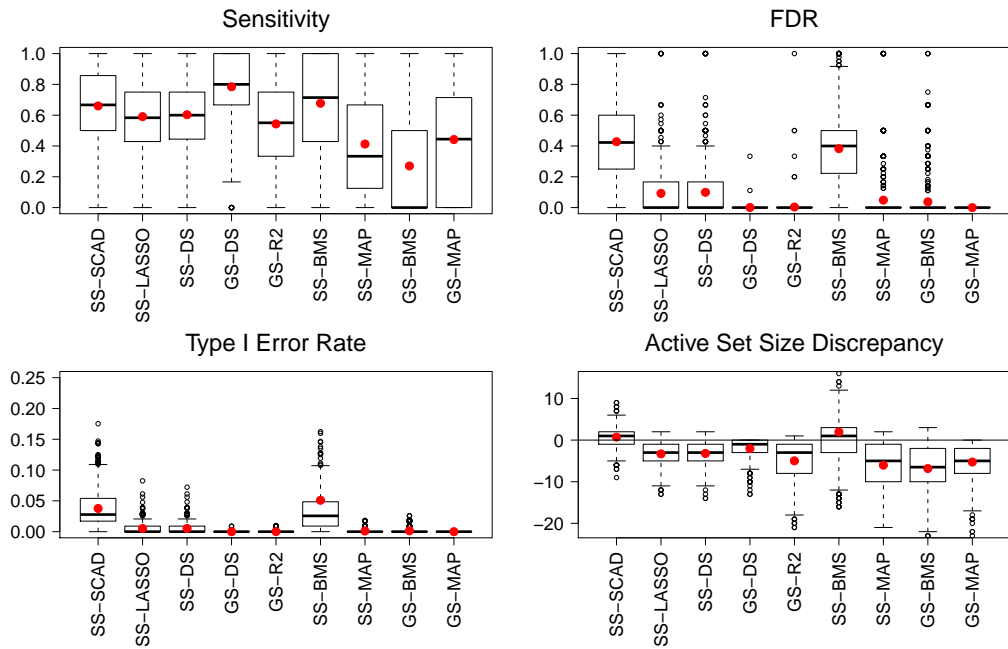 Sensitivity
1.0
0.8
0.6
0.4
0.2
0.0
SS−SCAD
SS−LASSO
SS−DS
GS−DS
GS−R2
SS−BMS
SS−MAP
GS−BMS
GS−MAP
FDR
1.0
0.8
0.6
0.4
0.2
0.0
SS−SCAD
SS−LASSO
SS−DS
GS−DS
GS−R2
SS−BMS
SS−MAP
GS−BMS
GS−MAP
Type I Error Rate
0.25
0.20
0.15
0.10
0.05
0.00
SS−SCAD
SS−LASSO
SS−DS
GS−DS
GS−R2
SS−BMS
SS−MAP
GS−BMS
GS−MAP
Active Set Size Discrepancy
10
0
−10
−20
SS−SCAD
SS−LASSO
SS−DS
GS−DS
GS−R2
SS−BMS
SS−MAP
GS−BMS
GS−MAP